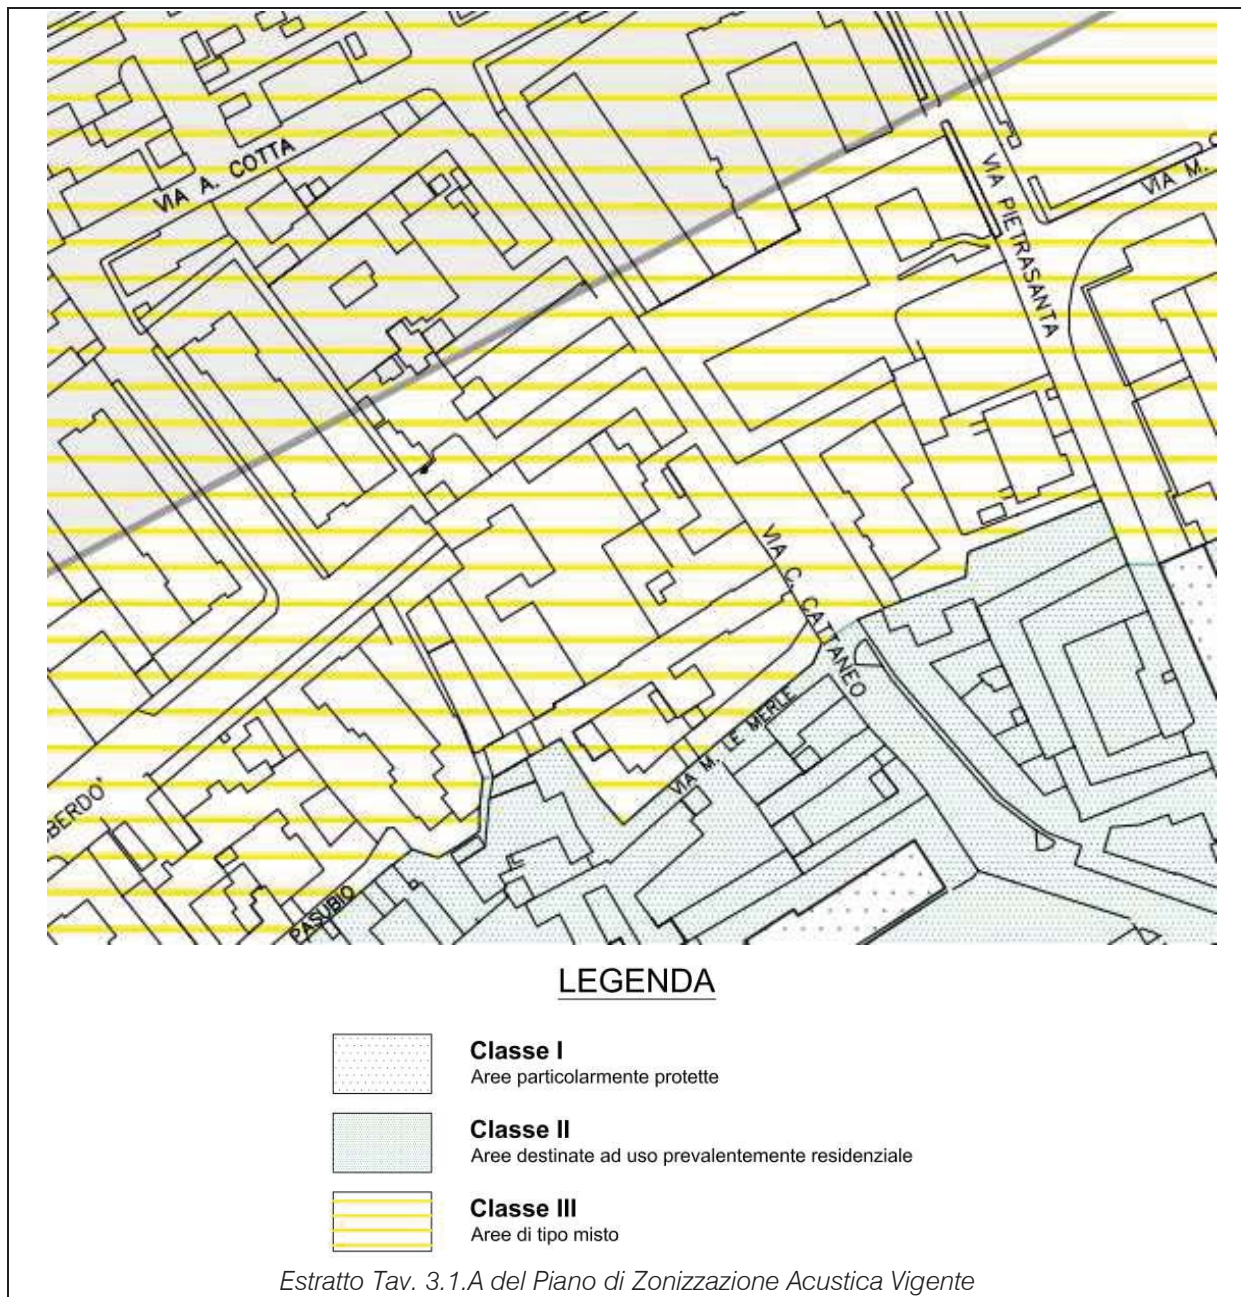 VIA A. COTTA
VIA PIETRASANTA
VIA M.
VIA C. CATTANEO
VIA M. LE MERLE
BERDO'
PASUBIO
LEGENDA
Classe I
Aree particolarmente protette
Classe II
Aree destinate ad uso prevalentemente residenziale
Classe III
Aree di tipo misto
Estratto Tav. 3.1.A del Piano di Zonizzazione Acustica Vigente